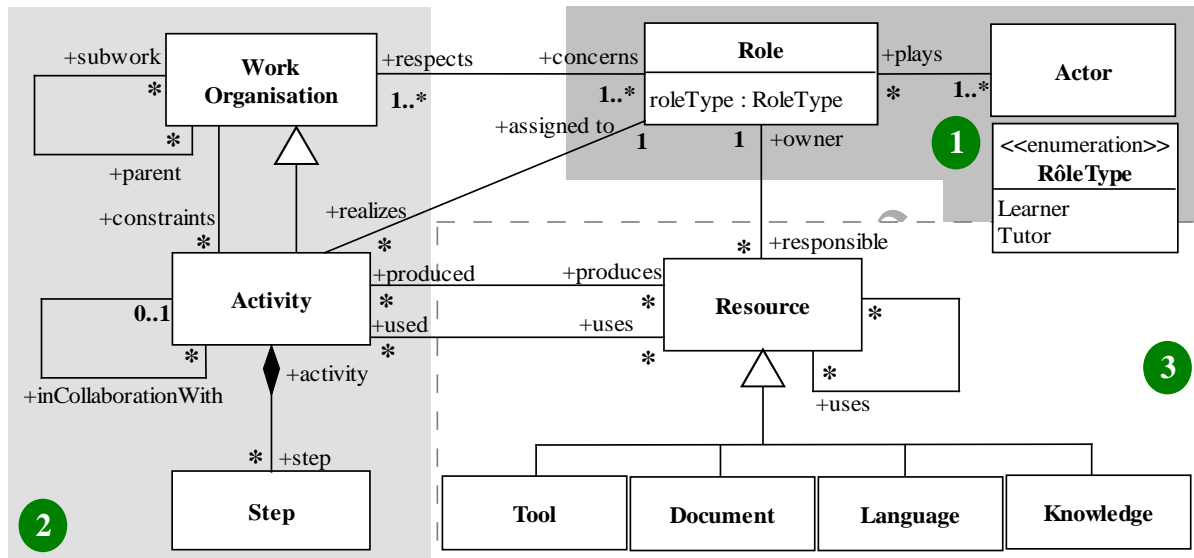 +subwork
*
*
+parent
Work
Organisation
+respects
1..*
+concerns
1..*
Role
roleType : RoleType
+plays
*
1..*
Actor
1
<<enumeration>>
RôleType
Learner
Tutor
+assigned to
1
1
+owner
+constraints
*
+realizes
*
*
+responsible
Activity
0..1
*
+inCollaborationWith
+produced
*
+produces
*
+used
*
+uses
*
Resource
*
*
+uses
3
+activity
*
+step
Step
2
Tool
Document
Language
Knowledge